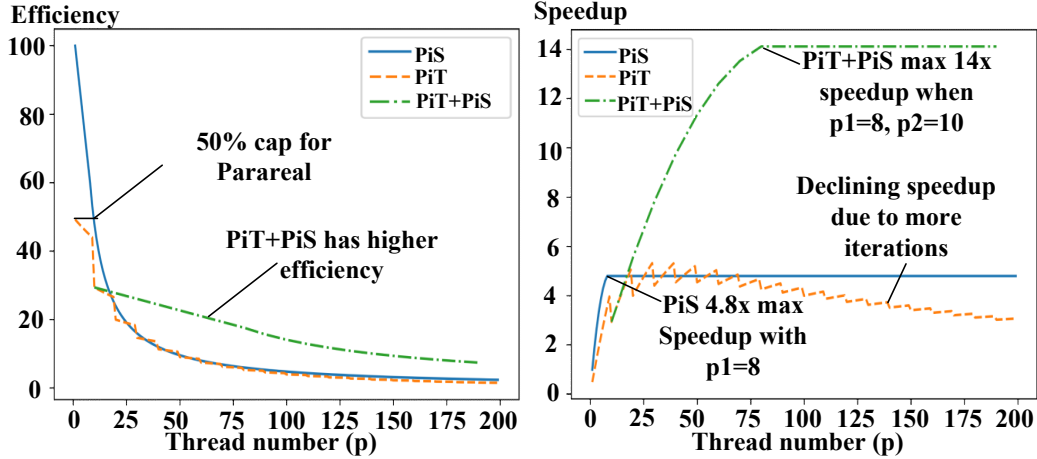 Efficiency
100
80
60
40
20
0
PiS
PiT
PiT+PiS
50% cap for
Parareal
PiT+PiS has higher
efficiency
0 25 50 75 100 125 150 175 200
Thread number (p)
Speedup
14
12
10
8
6
4
2
0
PiS
PiT
PiT+PiS
PiT+PiS max 14x
speedup when
p1=8, p2=10
Declining speedup
due to more
iterations
PiS 4.8x max
Speedup with
p1=8
0 25 50 75 100 125 150 175 200
Thread number (p)